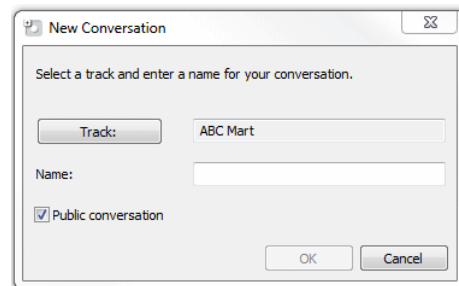 New Conversation
Select a track and enter a name for your conversation.
Track: ABC Mart
Name:
Public conversation
OK Cancel